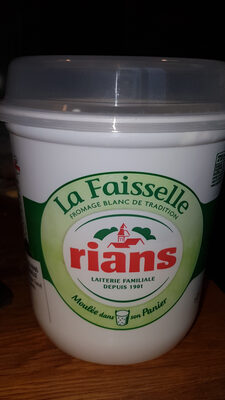 La Faisselle
FROMAGE BLANC DE TRADITION
rians
LAITERIE FAMILIALE
DEPUIS 1901
Moulée dans son Panier